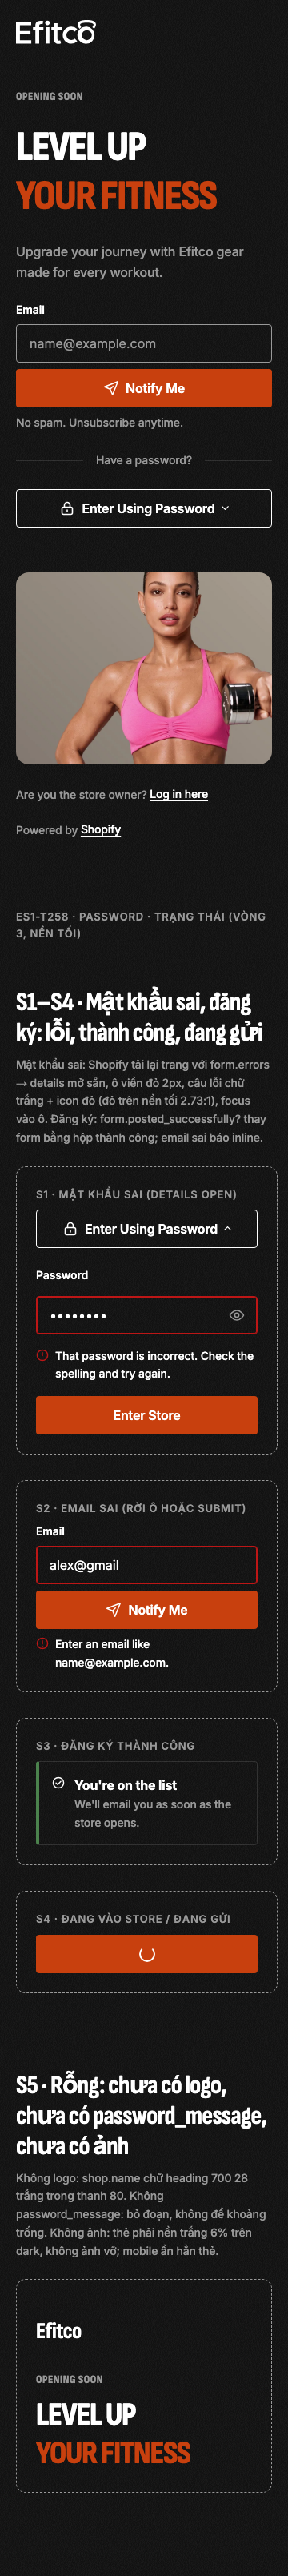 Efitco
OPENING SOON
LEVEL UP
YOUR FITNESS
Upgrade your journey with Efitco gear
made for every workout.
Email
name@example.com
Notify Me
No spam. Unsubscribe anytime.
Have a password?
Enter Using Password
Are you the store owner? Log in here
Powered by Shopify
ES1-T258 · PASSWORD · TRẠNG THÁI (VÒNG
3, NỀN TỐI)
S1–S4 · Mật khẩu sai, đăng
ký: lỗi, thành công, đang gửi
Mật khẩu sai: Shopify tải lại trang với form.errors
→ details mở sẵn, ô viền đỏ 2px, câu lỗi chữ
trắng + icon đỏ (đỏ trên nền tối 2.73:1), focus
vào ô. Đăng ký: form.posted_successfully? thay
form bằng hộp thành công; email sai báo inline.
S1 · MẬT KHẨU SAI (DETAILS OPEN)
Enter Using Password
Password
That password is incorrect. Check the
spelling and try again.
Enter Store
S2 · EMAIL SAI (RỜI Ô HOẶC SUBMIT)
Email
alex@gmail
Notify Me
Enter an email like
name@example.com.
S3 · ĐĂNG KÝ THÀNH CÔNG
You're on the list
We'll email you as soon as the
store opens.
S4 · ĐANG VÀO STORE / ĐANG GỬI
S5 · Rỗng: chưa có logo,
chưa có password_message,
chưa có ảnh
Không logo: shop.name chữ heading 700 28
trắng trong thanh 80. Không
password_message: bỏ đoạn, không để khoảng
trống. Không ảnh: thẻ phải nền trắng 6% trên
dark, không ảnh vỡ; mobile ẩn hẳn thẻ.
Efitco
OPENING SOON
LEVEL UP
YOUR FITNESS